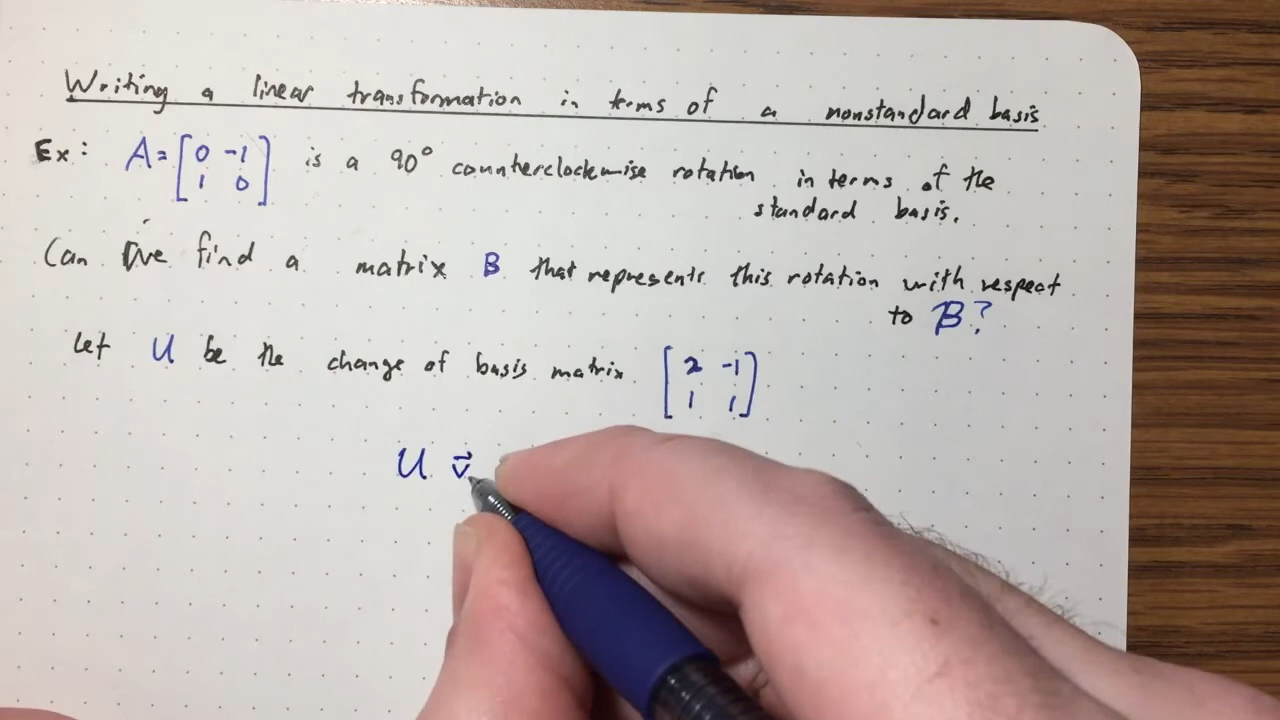 Writing a linear transformation in terms of a nonstandard basis
Ex: A = [0 -1
1 0] is a 90° counterclockwise rotation in terms of the
standard basis.
Can we find a matrix B that represents this rotation with respect
to ℬ?
Let U be the change of basis matrix [2 -1
1 1]
U v⃗